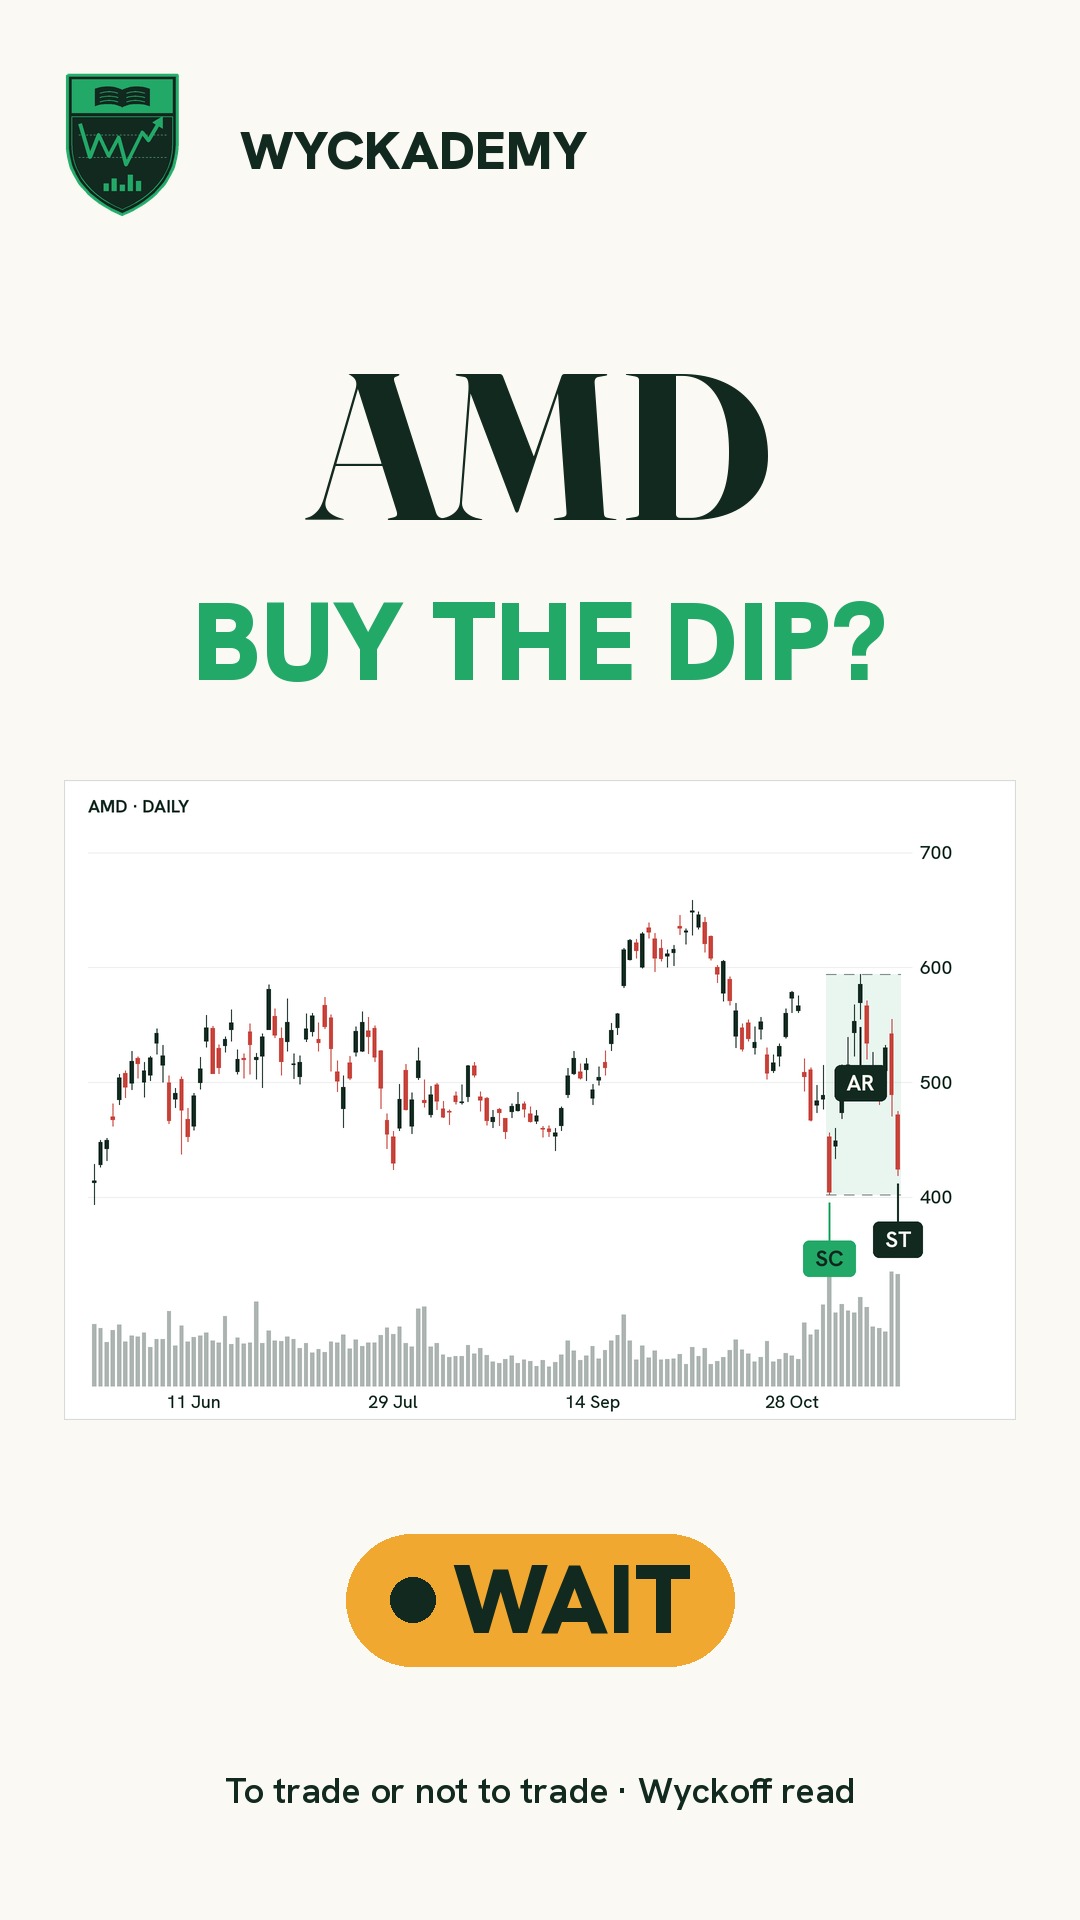 WYCKADEMY
AMD
BUY THE DIP?
AMD · DAILY
700
600
500
AR
400
ST
SC
11 Jun
29 Jul
14 Sep
28 Oct
WAIT
To trade or not to trade · Wyckoff read